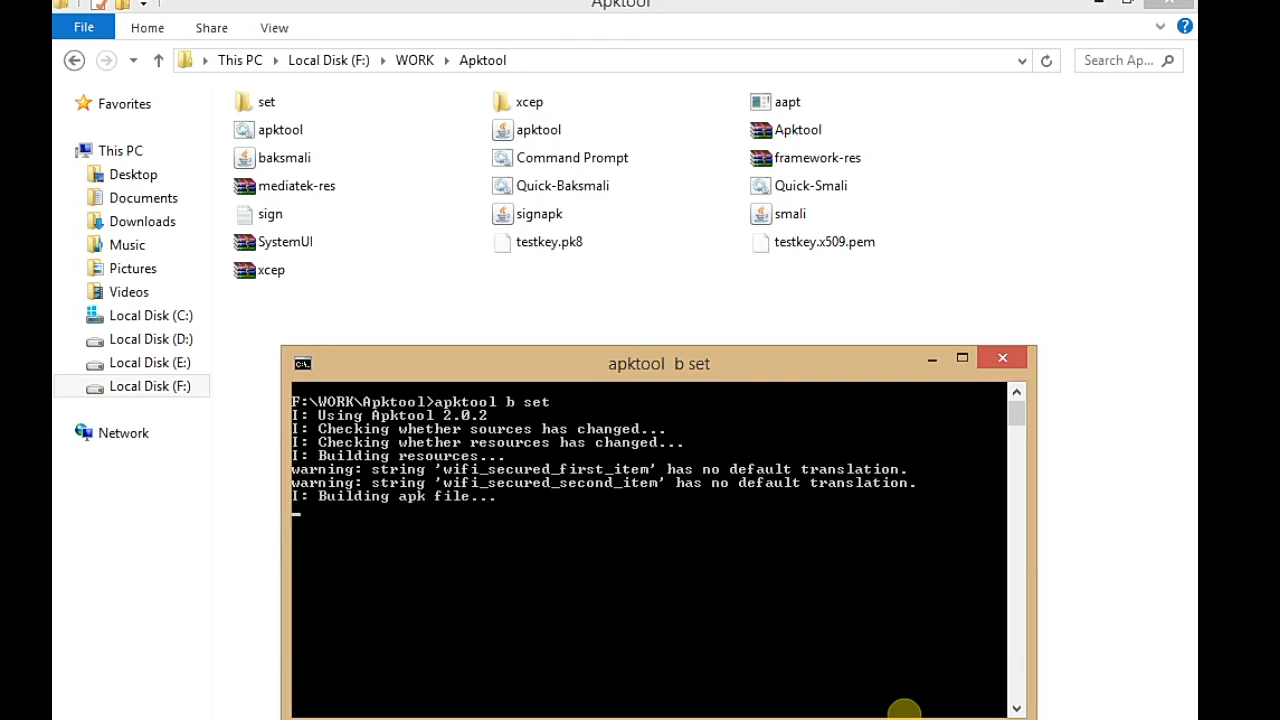 Apktool
File Home Share View
This PC Local Disk (F:) WORK Apktool Search Ap...
Favorites
This PC
Desktop
Documents
Downloads
Music
Pictures
Videos
Local Disk (C:)
Local Disk (D:)
Local Disk (E:)
Local Disk (F:)
Network
set xcep aapt
apktool apktool Apktool
baksmali Command Prompt framework-res
mediatek-res Quick-Baksmali Quick-Smali
sign signapk smali
SystemUI testkey.pk8 testkey.x509.pem
xcep
apktool b set
F:\WORK\Apktool>apktool b set
I: Using Apktool 2.0.2
I: Checking whether sources has changed...
I: Checking whether resources has changed...
I: Building resources...
warning: string 'wifi_secured_first_item' has no default translation.
warning: string 'wifi_secured_second_item' has no default translation.
I: Building apk file...